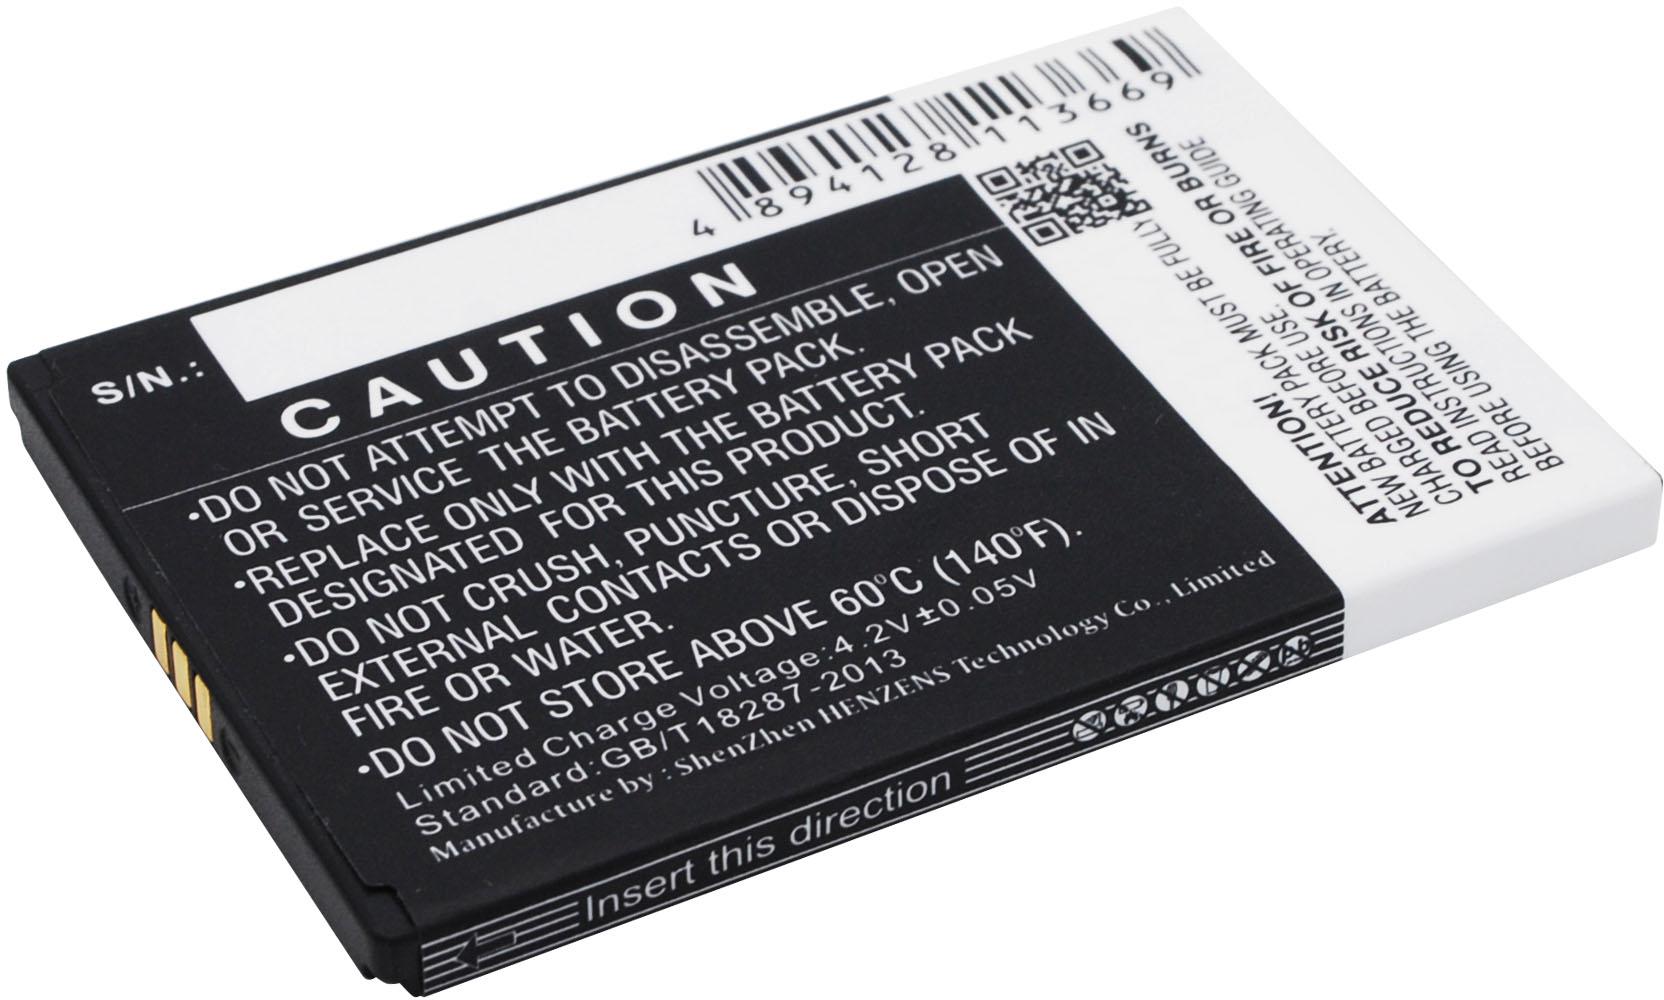 4 894128 113669
S/N.:
CAUTION
•DO NOT ATTEMPT TO DISASSEMBLE, OPEN
OR SERVICE THE BATTERY PACK.
•REPLACE ONLY WITH THE BATTERY PACK
DESIGNATED FOR THIS PRODUCT.
•DO NOT CRUSH, PUNCTURE, SHORT
EXTERNAL CONTACTS OR DISPOSE OF IN
FIRE OR WATER.
•DO NOT STORE ABOVE 60°C (140°F).
Limited Charge Voltage:4.2V±0.05V
Standard:GB/T18287-2013
Manufacture by:ShenZhen HENZENS Technology Co., Limited
Insert this direction
ATTENTION!
NEW BATTERY PACK MUST BE FULLY
CHARGED BEFORE USE.
TO REDUCE RISK OF FIRE OR BURNS
READ INSTRUCTIONS IN OPERATING GUIDE
BEFORE USING THE BATTERY.